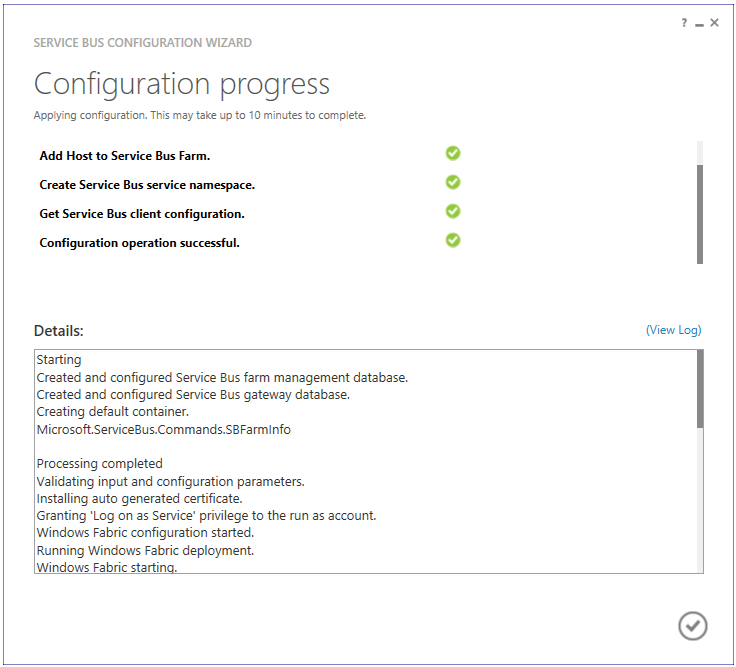 ?
SERVICE BUS CONFIGURATION WIZARD
Configuration progress
Applying configuration. This may take up to 10 minutes to complete.
Add Host to Service Bus Farm.
Create Service Bus service namespace.
Get Service Bus client configuration.
Configuration operation successful.
Details:
(View Log)
Starting
Created and configured Service Bus farm management database.
Created and configured Service Bus gateway database.
Creating default container.
Microsoft.ServiceBus.Commands.SBFarmInfo
Processing completed
Validating input and configuration parameters.
Installing auto generated certificate.
Granting 'Log on as Service' privilege to the run as account.
Windows Fabric configuration started.
Running Windows Fabric deployment.
Windows Fabric starting.